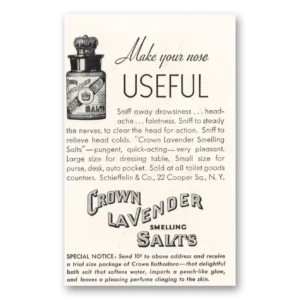 Make your nose
USEFUL
Sniff away drowsiness ... head-
ache ... faintness. Sniff to steady
the nerves, to clear the head for action. Sniff
to relieve head colds. "Crown Lavender Smelling
Salts"—pungent, quick-acting—very pleasant.
Large size for dressing table, Small size for
purse, desk, auto pocket. Sold at all toilet goods
counters. Schieffelin & Co., 22 Cooper Sq., N.Y.
CROWN
LAVENDER
SMELLING
SALTS
SPECIAL NOTICE: Send 10¢ to above address and receive
a trial size package of Crown Bathodora—that delightful
bath salt that softens water, imparts a peach-like glow,
and leaves a pleasing perfume clinging to the skin.
SALTS